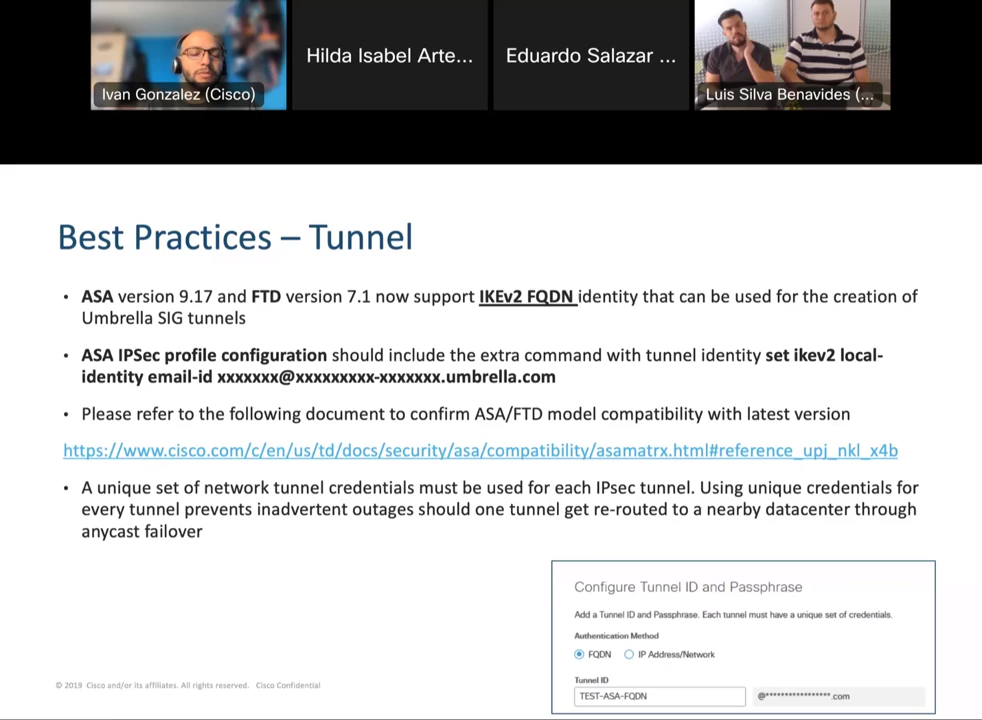 Ivan Gonzalez (Cisco)
Hilda Isabel Arte...
Eduardo Salazar ...
Luis Silva Benavides (...
Best Practices – Tunnel
• ASA version 9.17 and FTD version 7.1 now support IKEv2 FQDN identity that can be used for the creation of
Umbrella SIG tunnels
• ASA IPSec profile configuration should include the extra command with tunnel identity set ikev2 local-
identity email-id xxxxxxx@xxxxxxxxx-xxxxxxx.umbrella.com
• Please refer to the following document to confirm ASA/FTD model compatibility with latest version
https://www.cisco.com/c/en/us/td/docs/security/asa/compatibility/asamatrx.html#reference_upj_nkl_x4b
• A unique set of network tunnel credentials must be used for each IPsec tunnel. Using unique credentials for
every tunnel prevents inadvertent outages should one tunnel get re-routed to a nearby datacenter through
anycast failover
Configure Tunnel ID and Passphrase
Add a Tunnel ID and Passphrase. Each tunnel must have a unique set of credentials.
Authentication Method
FQDN IP Address/Network
Tunnel ID
TEST-ASA-FQDN @*****************.com
© 2019 Cisco and/or its affiliates. All rights reserved. Cisco Confidential